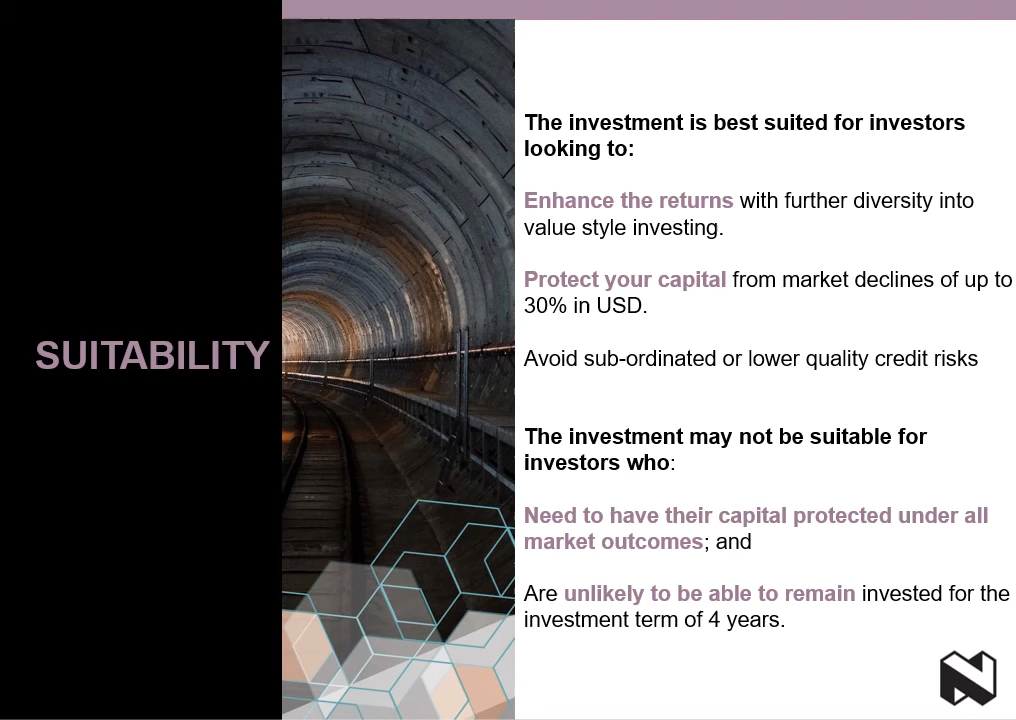 SUITABILITY
The investment is best suited for investors
looking to:
Enhance the returns with further diversity into
value style investing.
Protect your capital from market declines of up to
30% in USD.
Avoid sub-ordinated or lower quality credit risks
The investment may not be suitable for
investors who:
Need to have their capital protected under all
market outcomes; and
Are unlikely to be able to remain invested for the
investment term of 4 years.